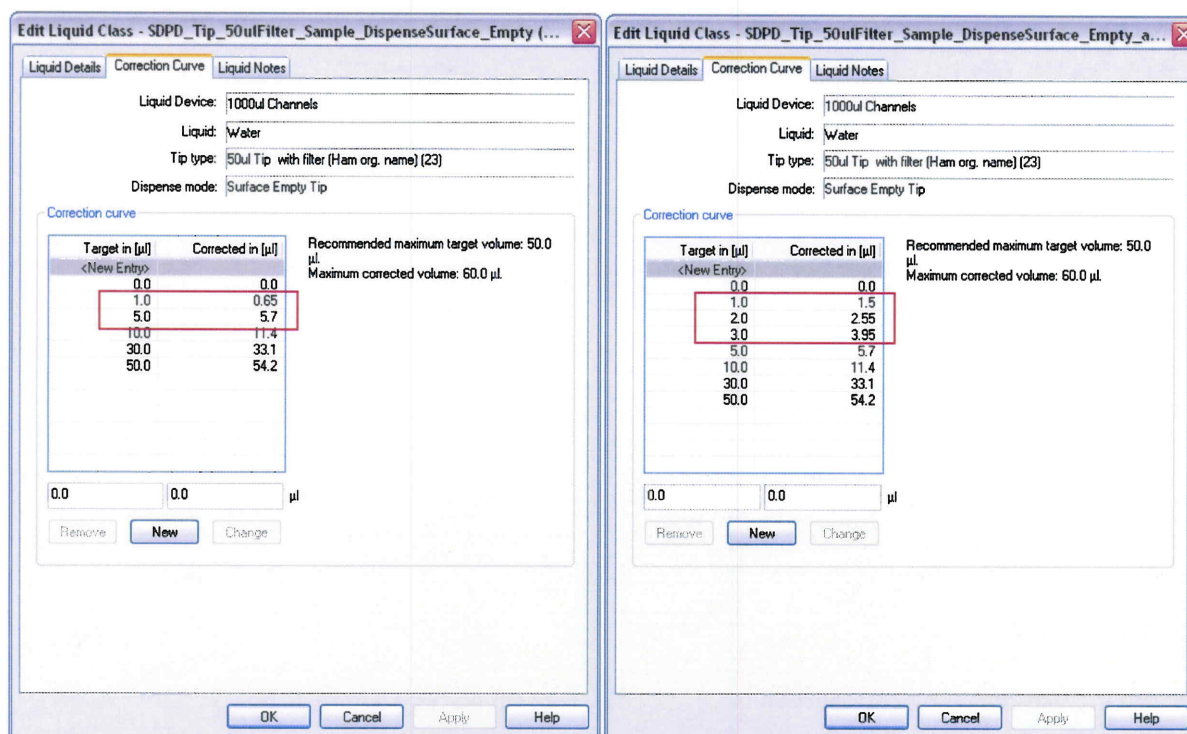 Edit Liquid Class - SDPD_Tip_50ulFilter_Sample_DispenseSurface_Empty (...
Liquid Details Correction Curve Liquid Notes
Liquid Device: 1000ul Channels
Liquid: Water
Tip type: 50ul Tip with filter (Ham org. name) (23)
Dispense mode: Surface Empty Tip
Correction curve
Target in [µl] Corrected in [µl]
<New Entry>
0.0 0.0
1.0 0.65
5.0 5.7
10.0 11.4
30.0 33.1
50.0 54.2
Recommended maximum target volume: 50.0
µl.
Maximum corrected volume: 60.0 µl.
0.0 0.0 µl
Remove New Change
OK Cancel Apply Help
Edit Liquid Class - SDPD_Tip_50ulFilter_Sample_DispenseSurface_Empty_a...
Liquid Details Correction Curve Liquid Notes
Liquid Device: 1000ul Channels
Liquid: Water
Tip type: 50ul Tip with filter (Ham org. name) (23)
Dispense mode: Surface Empty Tip
Correction curve
Target in [µl] Corrected in [µl]
<New Entry>
0.0 0.0
1.0 1.5
2.0 2.55
3.0 3.95
5.0 5.7
10.0 11.4
30.0 33.1
50.0 54.2
Recommended maximum target volume: 50.0
µl.
Maximum corrected volume: 60.0 µl.
0.0 0.0 µl
Remove New Change
OK Cancel Apply Help